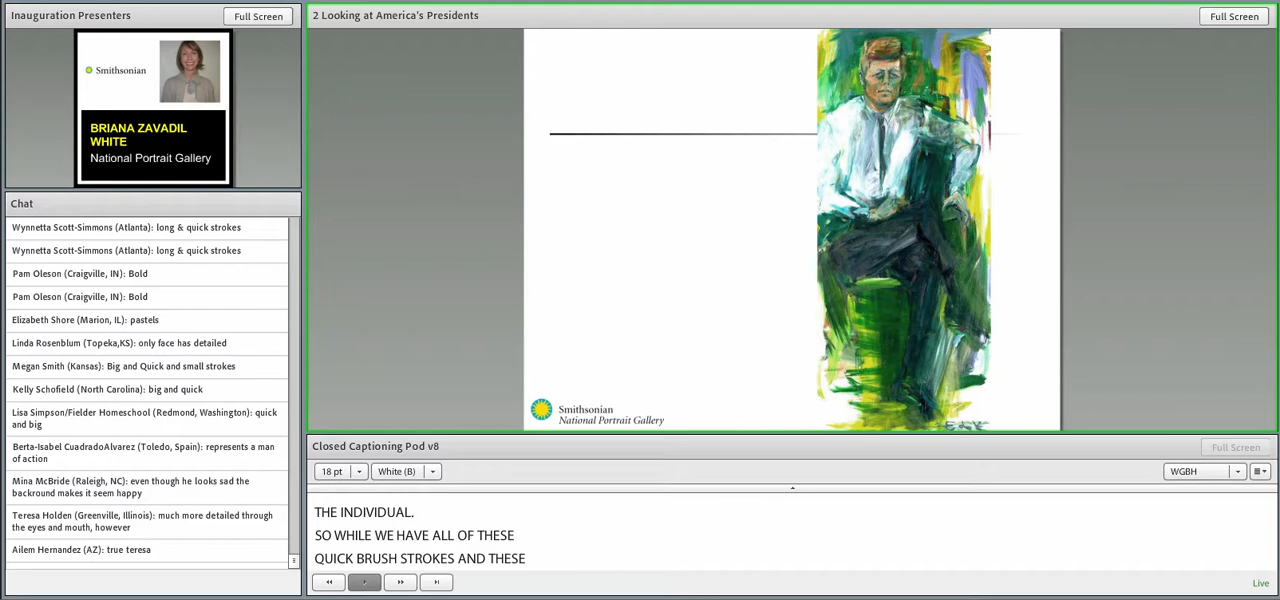 Inauguration Presenters
Full Screen
Smithsonian
BRIANA ZAVADIL
WHITE
National Portrait Gallery
Chat
Wynnetta Scott-Simmons (Atlanta): long & quick strokes
Wynnetta Scott-Simmons (Atlanta): long & quick strokes
Pam Oleson (Craigville, IN): Bold
Pam Oleson (Craigville, IN): Bold
Elizabeth Shore (Marion, IL): pastels
Linda Rosenblum (Topeka,KS): only face has detailed
Megan Smith (Kansas): Big and Quick and small strokes
Kelly Schofield (North Carolina): big and quick
Lisa Simpson/Fielder Homeschool (Redmond, Washington): quick
and big
Berta-Isabel CuadradoAlvarez (Toledo, Spain): represents a man
of action
Mina McBride (Raleigh, NC): even though he looks sad the
backround makes it seem happy
Teresa Holden (Greenville, Illinois): much more detailed through
the eyes and mouth, however
Ailem Hernandez (AZ): true teresa
2 Looking at America's Presidents
Full Screen
Smithsonian
National Portrait Gallery
Closed Captioning Pod v8
Full Screen
18 pt
White (B)
WGBH
THE INDIVIDUAL.
SO WHILE WE HAVE ALL OF THESE
QUICK BRUSH STROKES AND THESE
Live